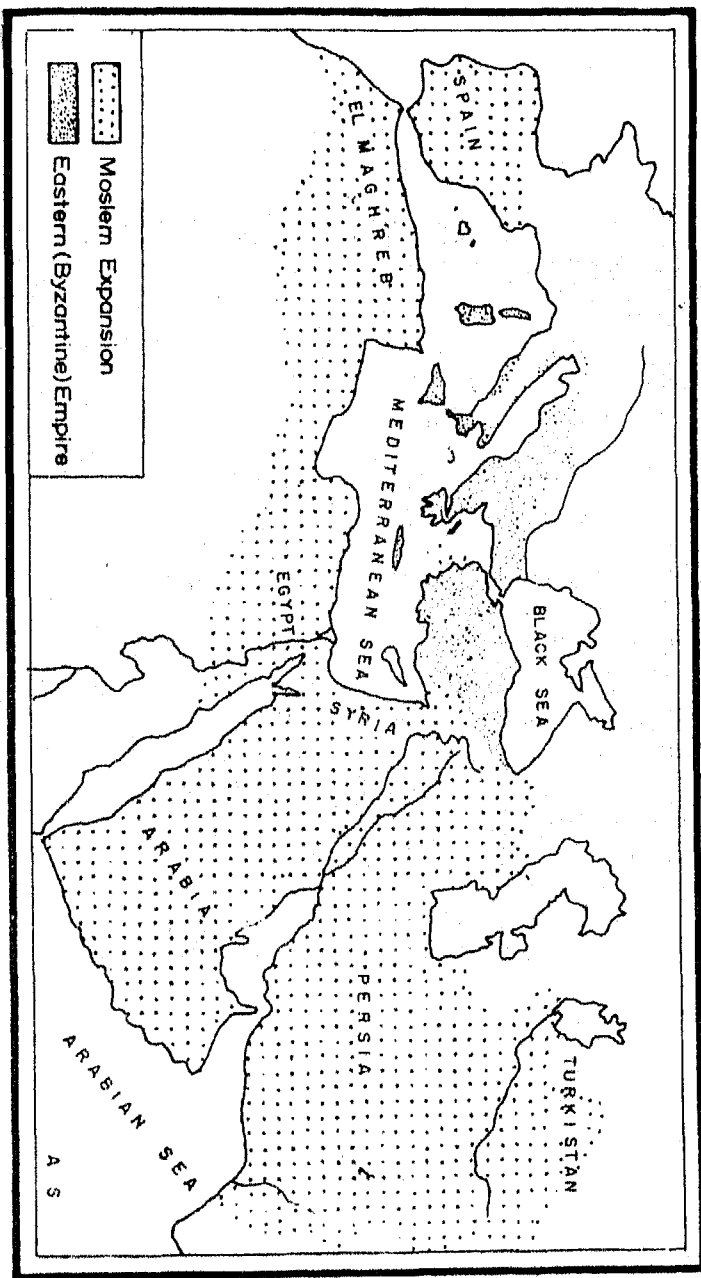 SPAIN
EL MAGHREB
MEDITERRANEAN SEA
BLACK SEA
EGYPT
SYRIA
ARABIA
PERSIA
TURKISTAN
ARABIAN SEA
A S
Moslem Expansion
Eastern (Byzantine) Empire